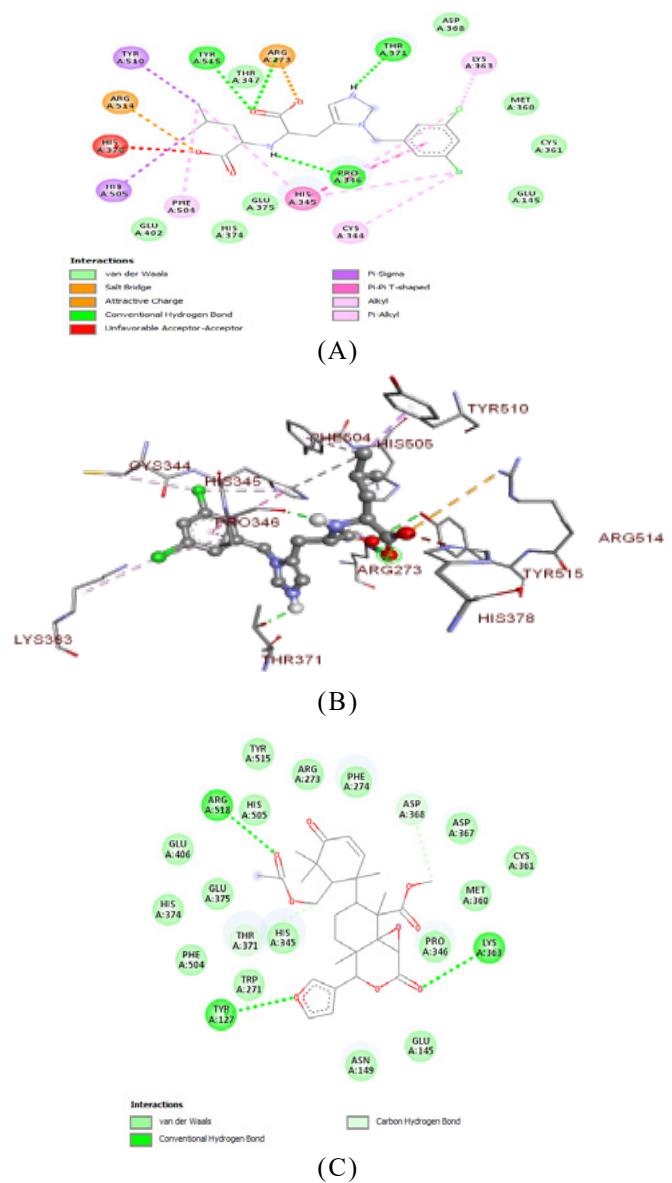 ASP
A:368
TYR
A:510
TYR
A:515
ARG
A:273
THR
A:371
THR
A:347
LYS
A:363
ARG
A:514
MET
A:360
HIS
A:378
CYS
A:361
PRO
A:346
HIS
A:505
GLU
A:375
HIS
A:345
GLU
A:145
PHE
A:504
GLU
A:402
HIS
A:374
CYS
A:344
H
H
Interactions
van der Waals
Salt Bridge
Attractive Charge
Conventional Hydrogen Bond
Unfavorable Acceptor-Acceptor
Pi-Sigma
Pi-Pi T-shaped
Alkyl
Pi-Alkyl
(A)
TYR510
PHE504
HIS505
CYS344
HIS345
PRO346
ARG514
ARG273
TYR515
HIS378
LYS363
THR371
(B)
TYR
A:515
ARG
A:273
PHE
A:274
ARG
A:518
HIS
A:505
ASP
A:368
ASP
A:367
GLU
A:406
CYS
A:361
GLU
A:375
MET
A:360
HIS
A:374
THR
A:371
HIS
A:345
PRO
A:346
LYS
A:363
PHE
A:504
TRP
A:271
TYR
A:127
GLU
A:145
ASN
A:149
Interactions
van der Waals
Conventional Hydrogen Bond
Carbon Hydrogen Bond
(C)